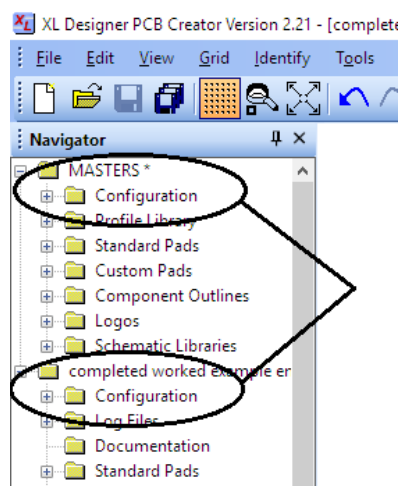 XL XL Designer PCB Creator Version 2.21 - [complete
File Edit View Grid Identify Tools
Navigator
MASTERS *
Configuration
Profile Library
Standard Pads
Custom Pads
Component Outlines
Logos
Schematic Libraries
completed worked example er
Configuration
Log Files
Documentation
Standard Pads